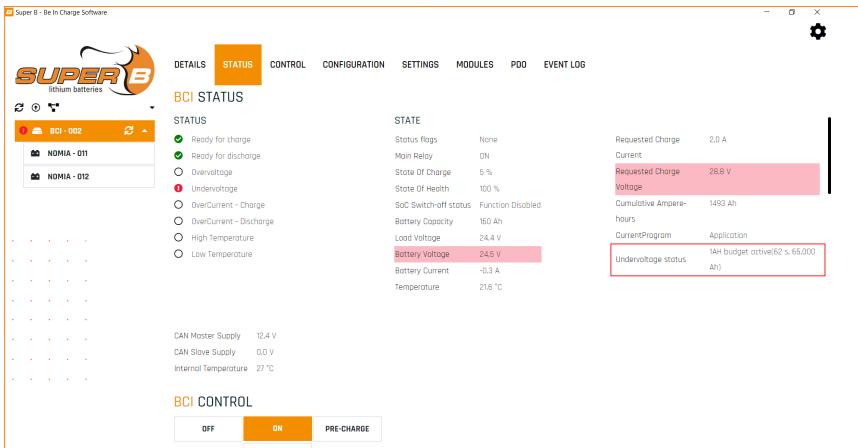 Super B - Be In Charge Software
SUPER B
lithium batteries
DETAILS STATUS CONTROL CONFIGURATION SETTINGS MODULES PDO EVENT LOG
BCI STATUS
BCI - 002
NOMIA - 011
NOMIA - 012
STATUS
Ready for charge
Ready for discharge
Overvoltage
Undervoltage
OverCurrent - Charge
OverCurrent - Discharge
High Temperature
Low Temperature
STATE
Status flags None
Main Relay ON
State Of Charge 5 %
State Of Health 100 %
SoC Switch-off status Function Disabled
Battery Capacity 160 Ah
Load Voltage 24,4 V
Battery Voltage 24,5 V
Battery Current -0,3 A
Temperature 21,6 °C
Requested Charge 2,0 A
Current
Requested Charge 28,8 V
Voltage
Cumulative Ampere- 1493 Ah
hours
CurrentProgram Application
Undervoltage status 1AH budget active(62 s, 65,000
Ah)
CAN Master Supply 12,4 V
CAN Slave Supply 0,0 V
Internal Temperature 27 °C
BCI CONTROL
OFF ON PRE-CHARGE